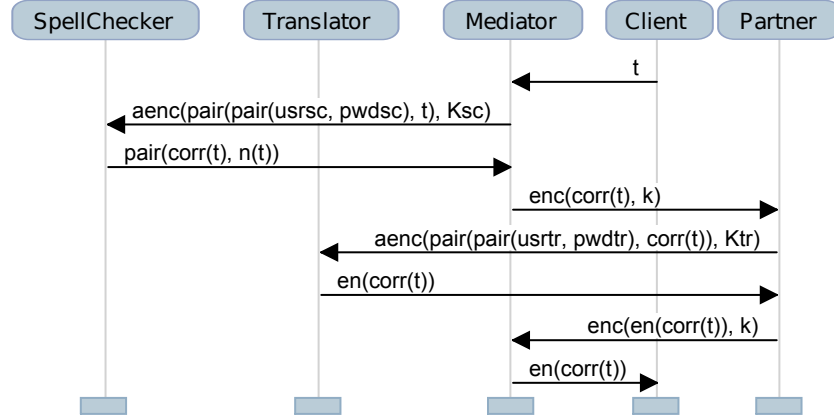 SpellChecker Translator Mediator Client Partner
t
aenc(pair(pair(usrsc, pwdsc), t), Ksc)
pair(corr(t), n(t))
enc(corr(t), k)
aenc(pair(pair(usrtr, pwdtr), corr(t)), Ktr)
en(corr(t))
enc(en(corr(t)), k)
en(corr(t))